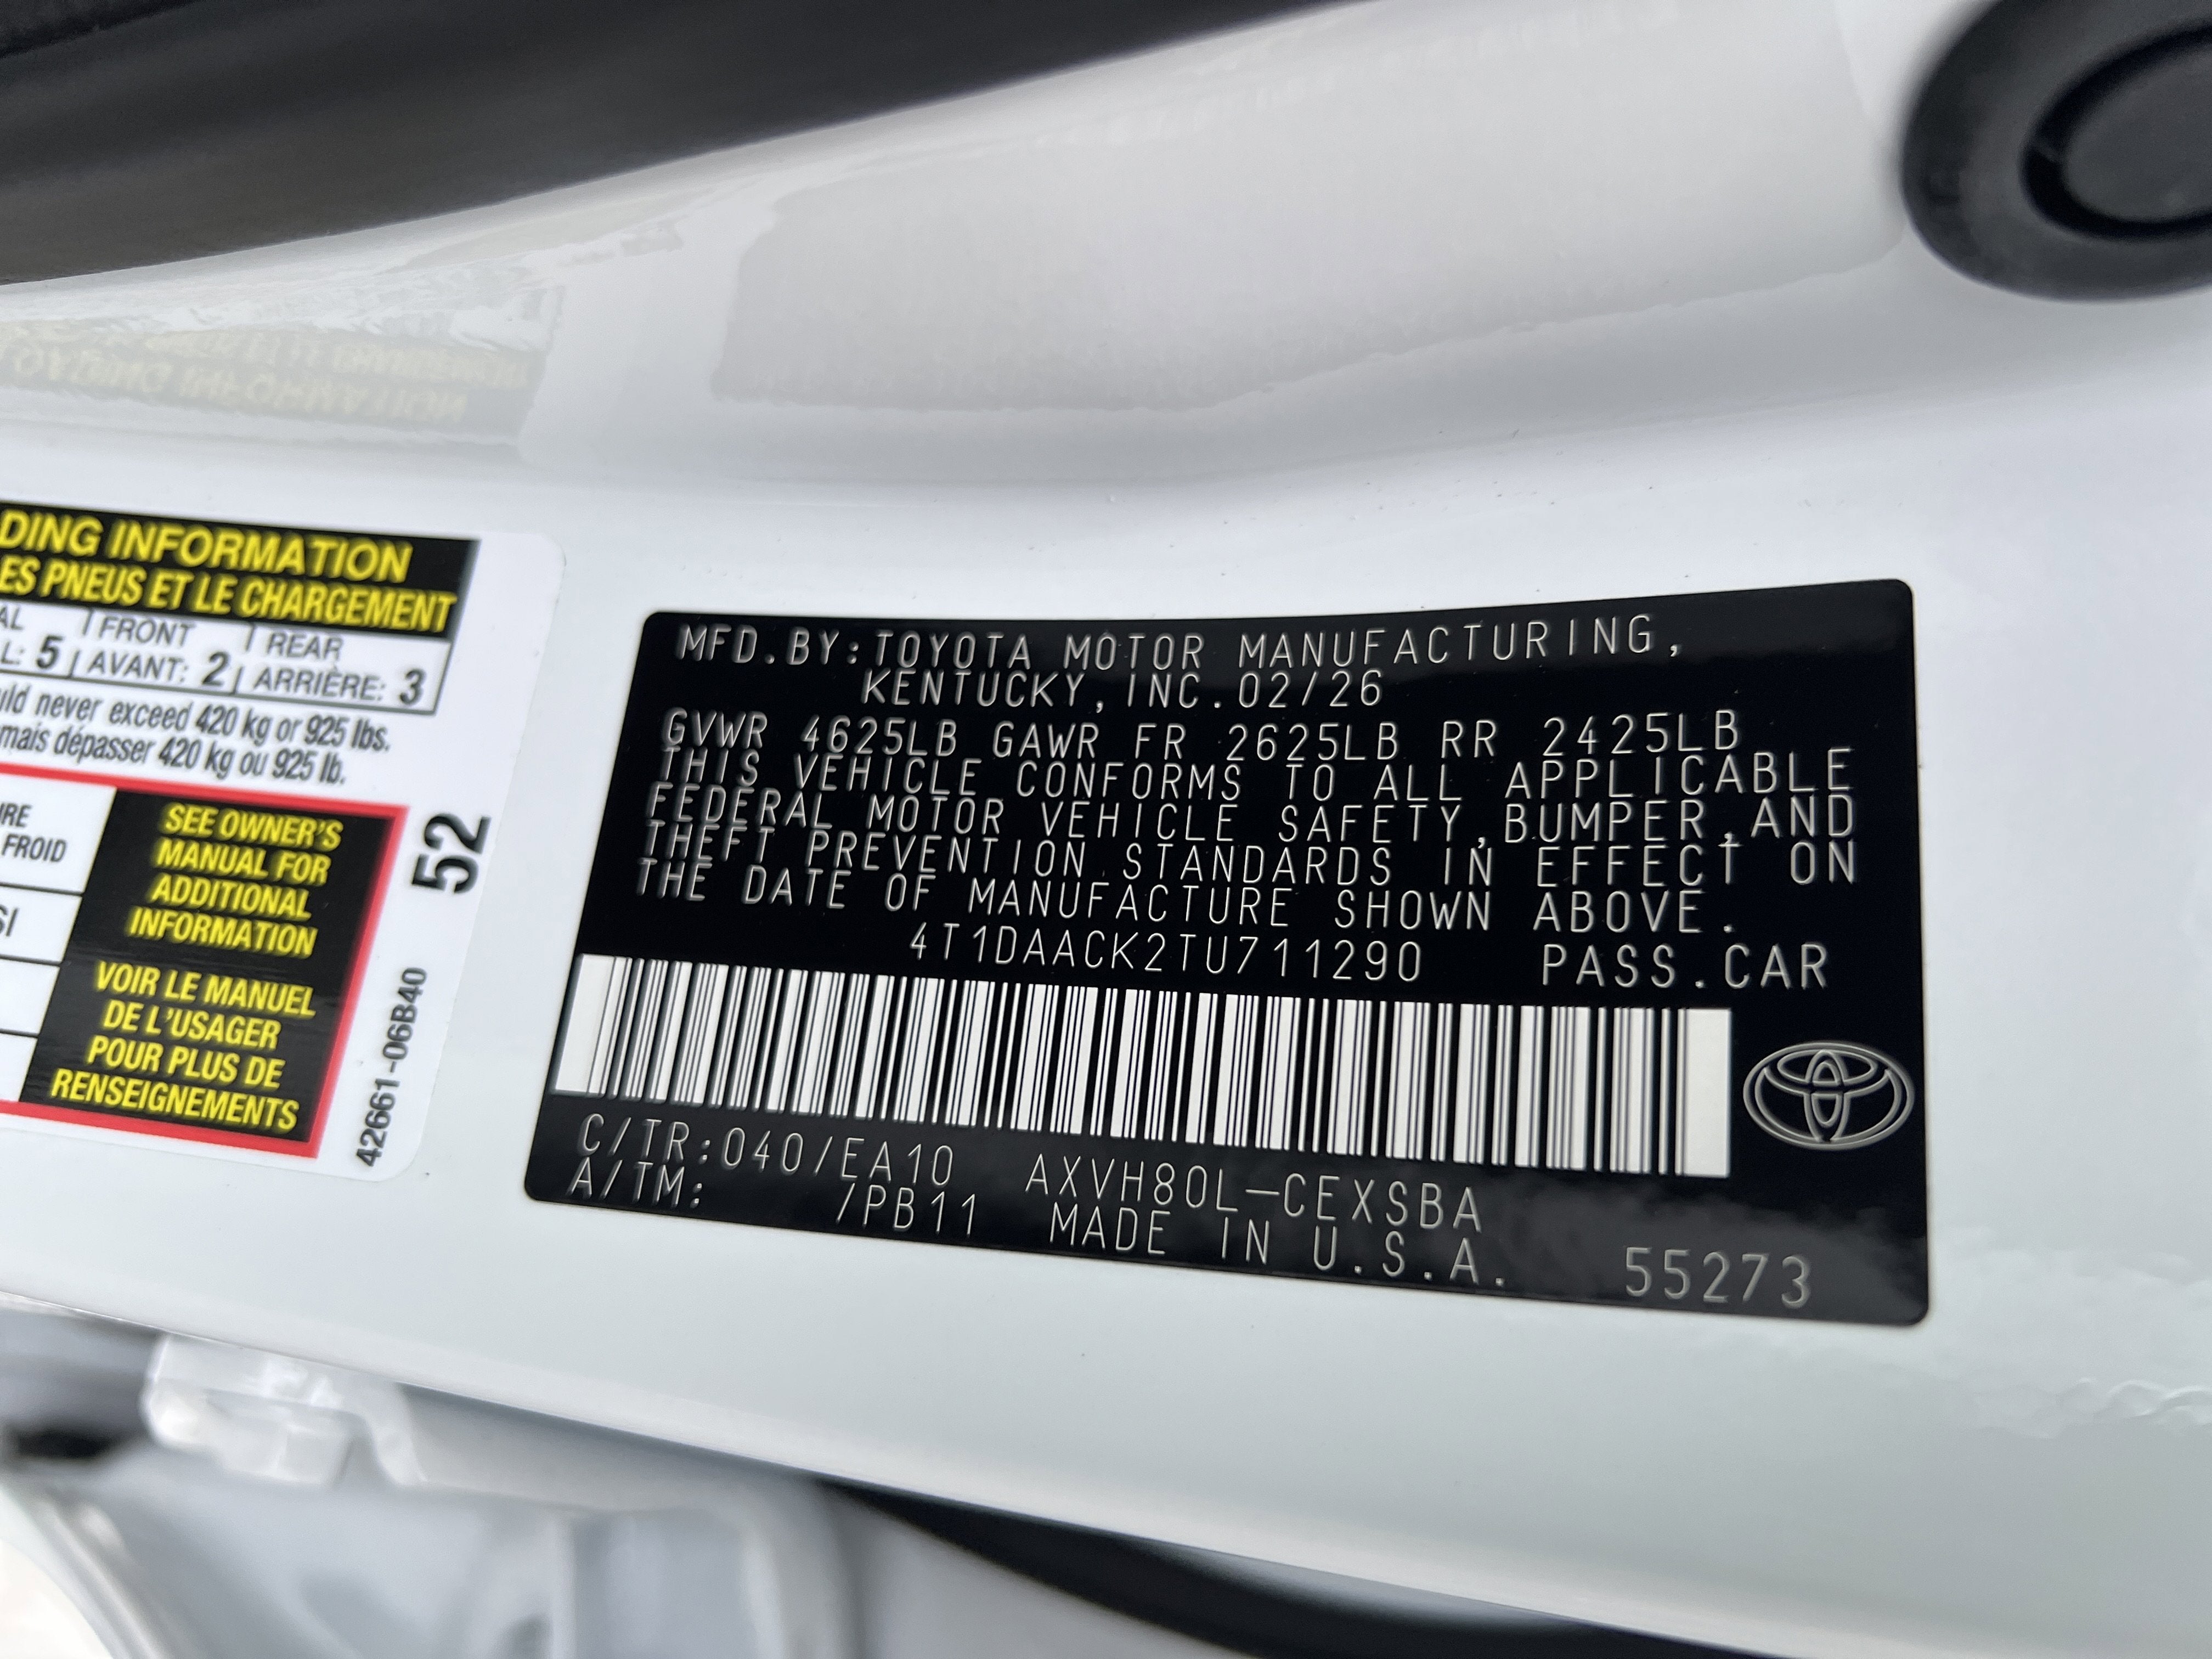 DING INFORMATION
ES PNEUS ET LE CHARGEMENT
AL | FRONT | REAR
L: 5 | AVANT: 2 | ARRIÈRE: 3
uld never exceed 420 kg or 925 lbs.
mais dépasser 420 kg ou 925 lb.
IRE
FROID
SI
SEE OWNER'S
MANUAL FOR
ADDITIONAL
INFORMATION
VOIR LE MANUEL
DE L'USAGER
POUR PLUS DE
RENSEIGNEMENTS
52
42661-06B40
MFD.BY:TOYOTA MOTOR MANUFACTURING,
KENTUCKY,INC.02/26
GVWR 4625LB GAWR FR 2625LB RR 2425LB
THIS VEHICLE CONFORMS TO ALL APPLICABLE
FEDERAL MOTOR VEHICLE SAFETY,BUMPER,AND
THEFT PREVENTION STANDARDS IN EFFECT ON
THE DATE OF MANUFACTURE SHOWN ABOVE.
4T1DAACK2TU711290 PASS.CAR
C/TR:040/EA10 AXVH80L-CEXSBA
A/TM: /PB11 MADE IN U.S.A. 55273